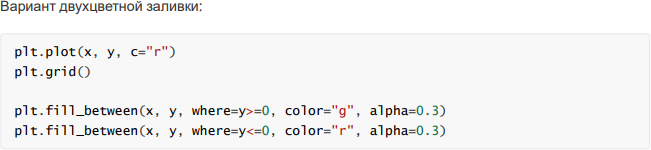 Вариант двухцветной заливки:
plt.plot(x, y, c="r")
plt.grid()
plt.fill_between(x, y, where=y>=0, color="g", alpha=0.3)
plt.fill_between(x, y, where=y<=0, color="r", alpha=0.3)